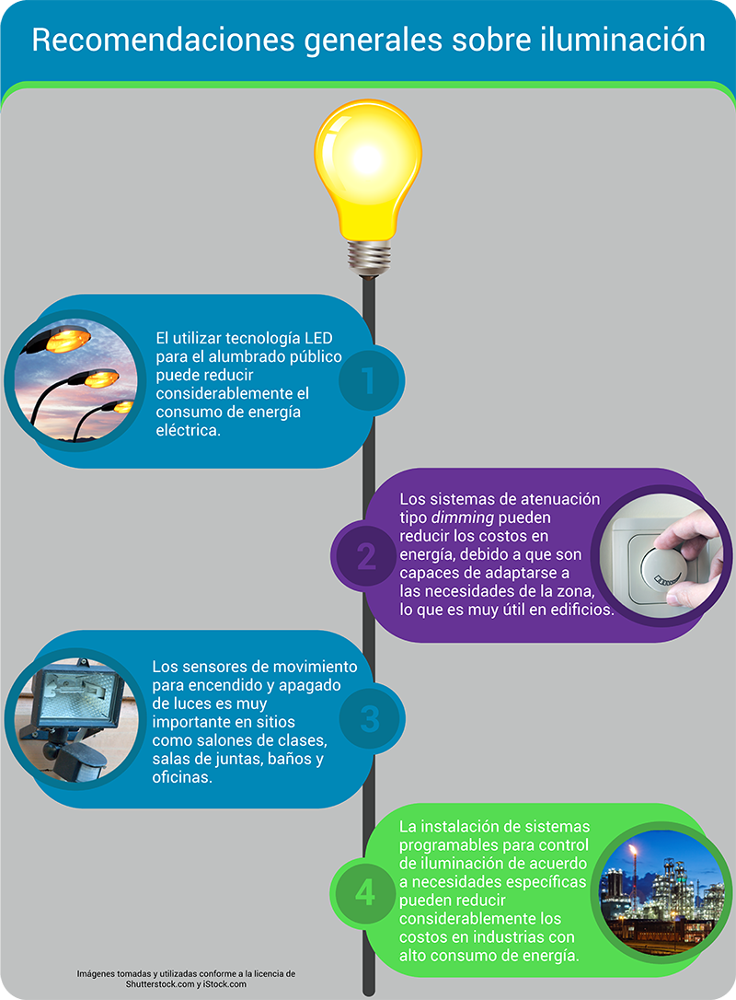 Recomendaciones generales sobre iluminación
El utilizar tecnología LED
para el alumbrado público
puede reducir
considerablemente el
consumo de energía
eléctrica.
1
Los sistemas de atenuación
tipo dimming pueden
reducir los costos en
energía, debido a que son
capaces de adaptarse a
las necesidades de la zona,
lo que es muy útil en edificios.
2
Los sensores de movimiento
para encendido y apagado
de luces es muy
importante en sitios
como salones de clases,
salas de juntas, baños y
oficinas.
3
La instalación de sistemas
programables para control
de iluminación de acuerdo
a necesidades específicas
pueden reducir
considerablemente los
costos en industrias con
alto consumo de energía.
4
Imágenes tomadas y utilizadas conforme a la licencia de
Shutterstock.com y iStock.com